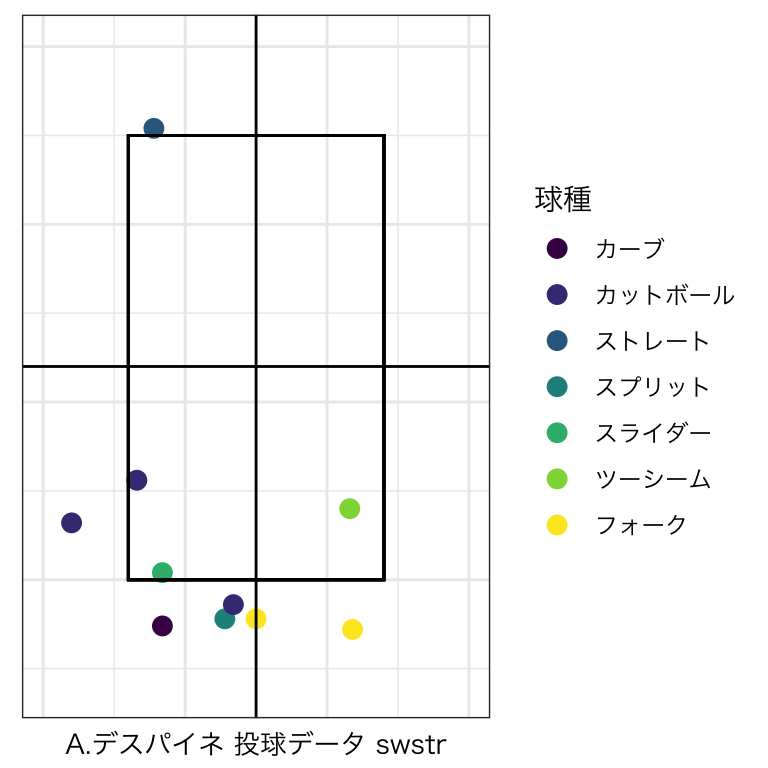 球種
カーブ
カットボール
ストレート
スプリット
スライダー
ツーシーム
フォーク
A.デスパイネ 投球データ swstr